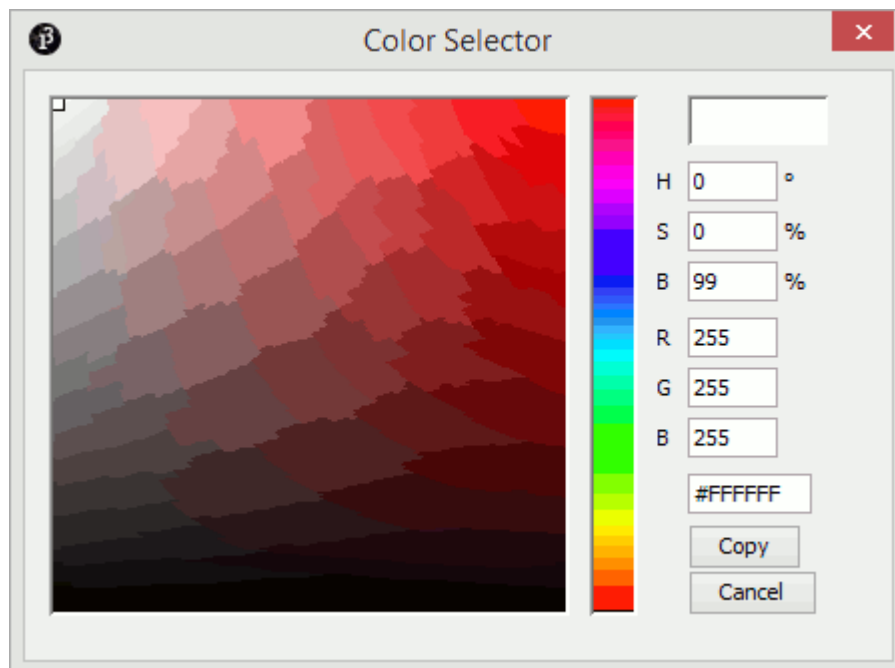 Color Selector
H 0 °
S 0 %
B 99 %
R 255
G 255
B 255
#FFFFFF
Copy
Cancel